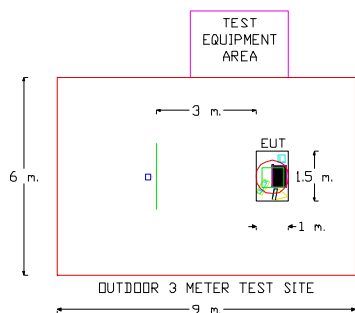 TEST
EQUIPMENT
AREA
3 m.
EUT
6 m.
1.5 m.
1 m.
OUTDOOR 3 METER TEST SITE
9 m.